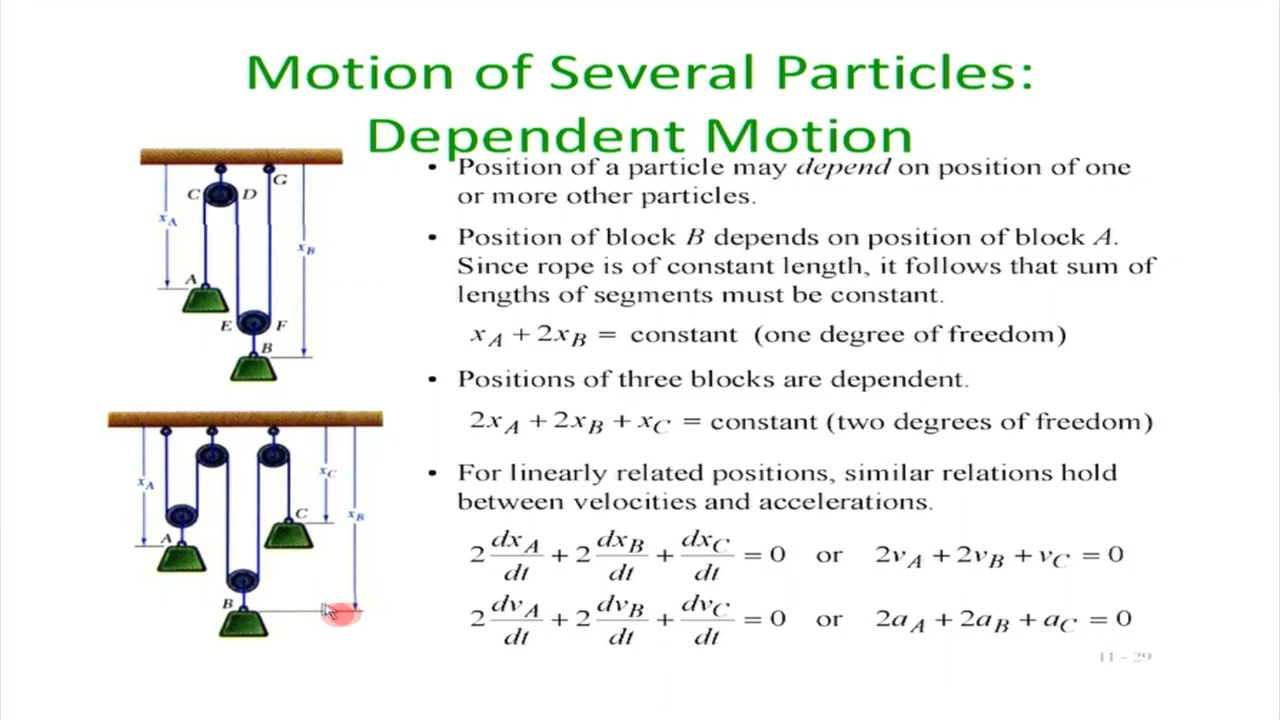 Motion of Several Particles:
Dependent Motion
• Position of a particle may depend on position of one
or more other particles.
• Position of block B depends on position of block A.
Since rope is of constant length, it follows that sum of
lengths of segments must be constant.
x_A + 2x_B = constant (one degree of freedom)
• Positions of three blocks are dependent.
2x_A + 2x_B + x_C = constant (two degrees of freedom)
• For linearly related positions, similar relations hold
between velocities and accelerations.
2 dx_A/dt + 2 dx_B/dt + dx_C/dt = 0 or 2v_A + 2v_B + v_C = 0
2 dv_A/dt + 2 dv_B/dt + dv_C/dt = 0 or 2a_A + 2a_B + a_C = 0
C D G
x_A
x_B
A
E F
B
x_A
x_C
x_B
C
A
B
11 - 29